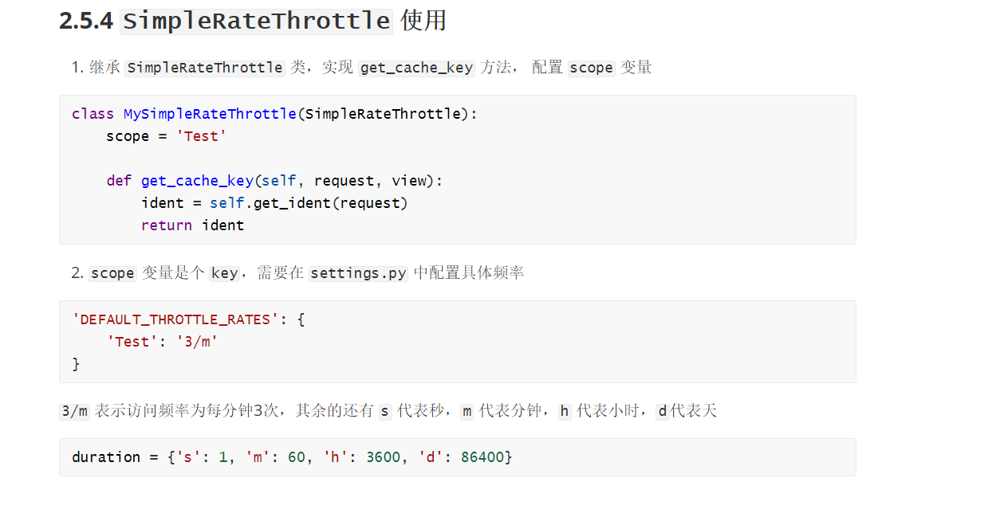 2.5.4 SimpleRateThrottle 使用
1. 继承 SimpleRateThrottle 类，实现 get_cache_key 方法， 配置 scope 变量
class MySimpleRateThrottle(SimpleRateThrottle):
    scope = 'Test'
    def get_cache_key(self, request, view):
        ident = self.get_ident(request)
        return ident
2. scope 变量是个 key，需要在 settings.py 中配置具体频率
'DEFAULT_THROTTLE_RATES': {
    'Test': '3/m'
}
3/m 表示访问频率为每分钟3次，其余的还有 s 代表秒，m 代表分钟，h 代表小时，d代表天
duration = {'s': 1, 'm': 60, 'h': 3600, 'd': 86400}